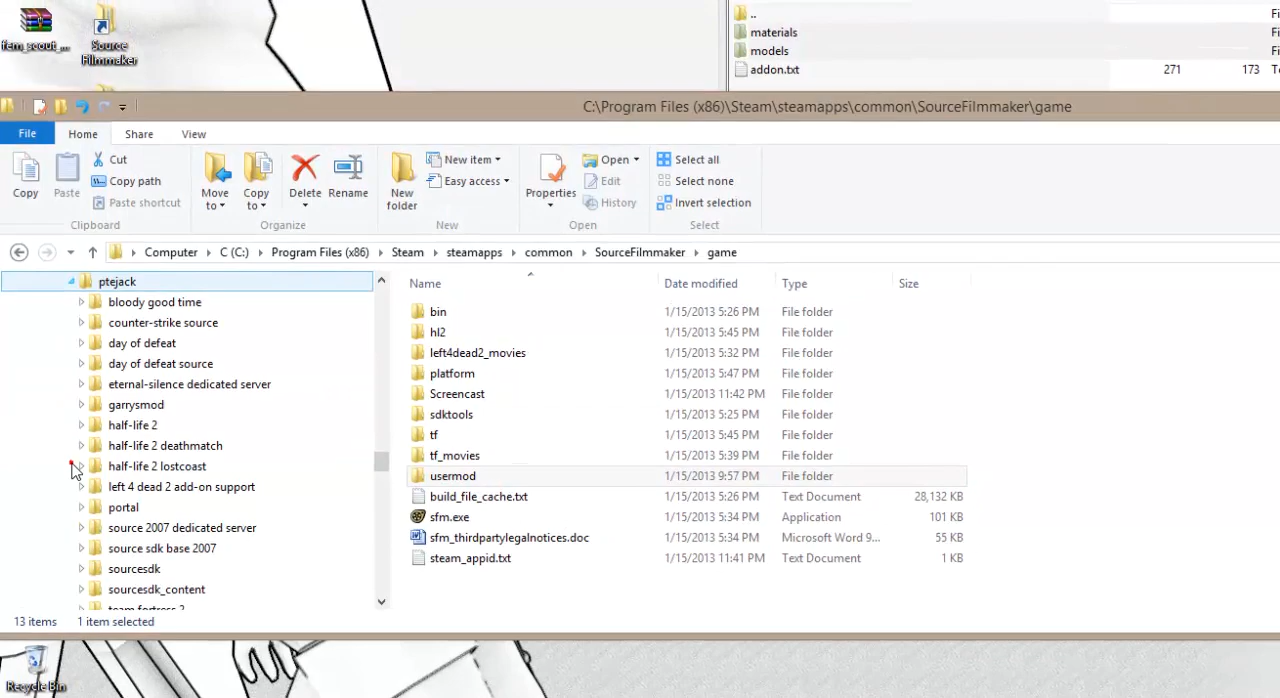 fem_scout_...
Source
Filmmaker
..
materials
models
addon.txt 271 173
Fi
Fi
Fi
Te
C:\Program Files (x86)\Steam\steamapps\common\SourceFilmmaker\game
File Home Share View
Copy Paste Cut Copy path Paste shortcut
Clipboard
Move to Copy to Delete Rename
Organize
New folder New item Easy access
New
Properties Open Edit History
Open
Select all Select none Invert selection
Select
Computer C (C:) Program Files (x86) Steam steamapps common SourceFilmmaker game
ptejack
bloody good time
counter-strike source
day of defeat
day of defeat source
eternal-silence dedicated server
garrysmod
half-life 2
half-life 2 deathmatch
half-life 2 lostcoast
left 4 dead 2 add-on support
portal
source 2007 dedicated server
source sdk base 2007
sourcesdk
sourcesdk_content
team fortress 2
Name Date modified Type Size
bin 1/15/2013 5:26 PM File folder
hl2 1/15/2013 5:45 PM File folder
left4dead2_movies 1/15/2013 5:32 PM File folder
platform 1/15/2013 5:47 PM File folder
Screencast 1/15/2013 11:42 PM File folder
sdktools 1/15/2013 5:25 PM File folder
tf 1/15/2013 5:45 PM File folder
tf_movies 1/15/2013 5:39 PM File folder
usermod 1/15/2013 9:57 PM File folder
build_file_cache.txt 1/15/2013 5:26 PM Text Document 28,132 KB
sfm.exe 1/15/2013 5:34 PM Application 101 KB
sfm_thirdpartylegalnotices.doc 1/15/2013 5:34 PM Microsoft Word 9... 55 KB
steam_appid.txt 1/15/2013 11:41 PM Text Document 1 KB
13 items 1 item selected
Recycle Bin